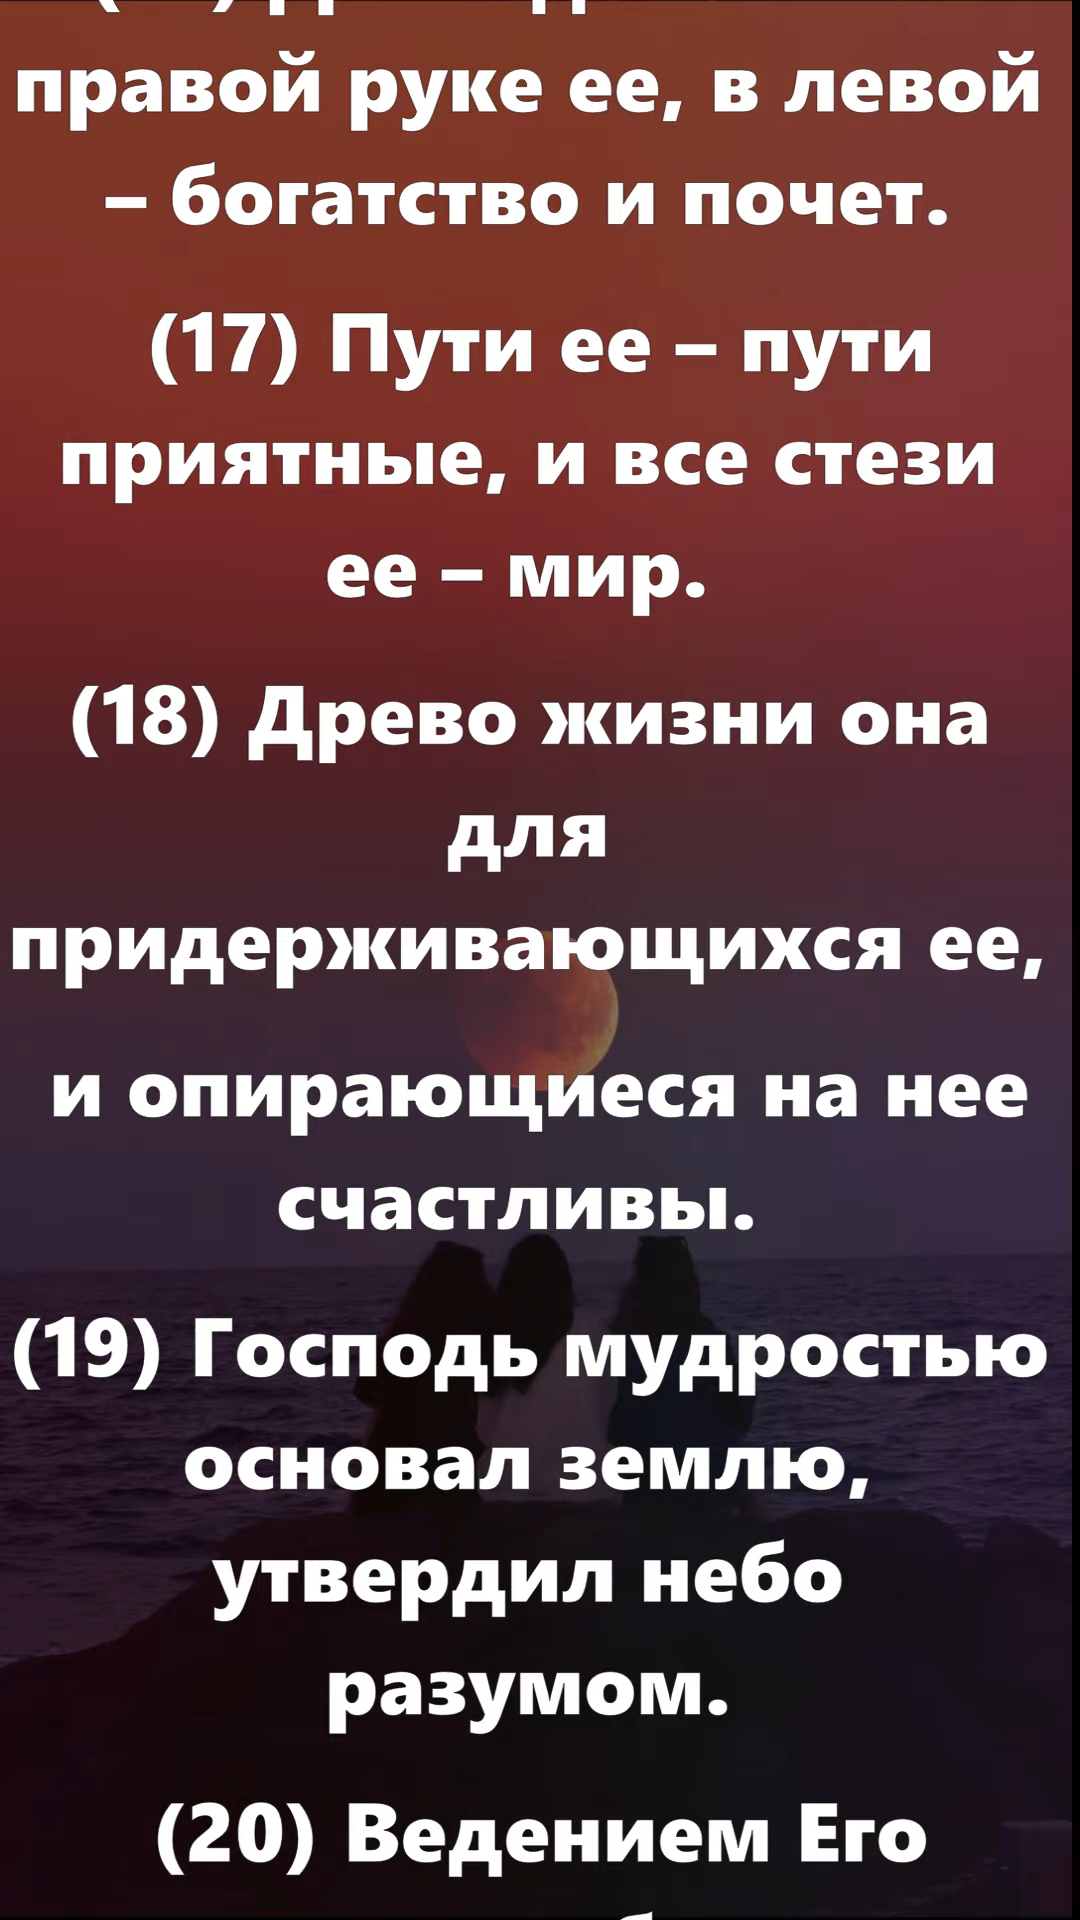 правой руке ее, в левой
– богатство и почет.
(17) Пути ее – пути
приятные, и все стези
ее – мир.
(18) Древо жизни она
для
придерживающихся ее,
и опирающиеся на нее
счастливы.
(19) Господь мудростью
основал землю,
утвердил небо
разумом.
(20) Ведением Его